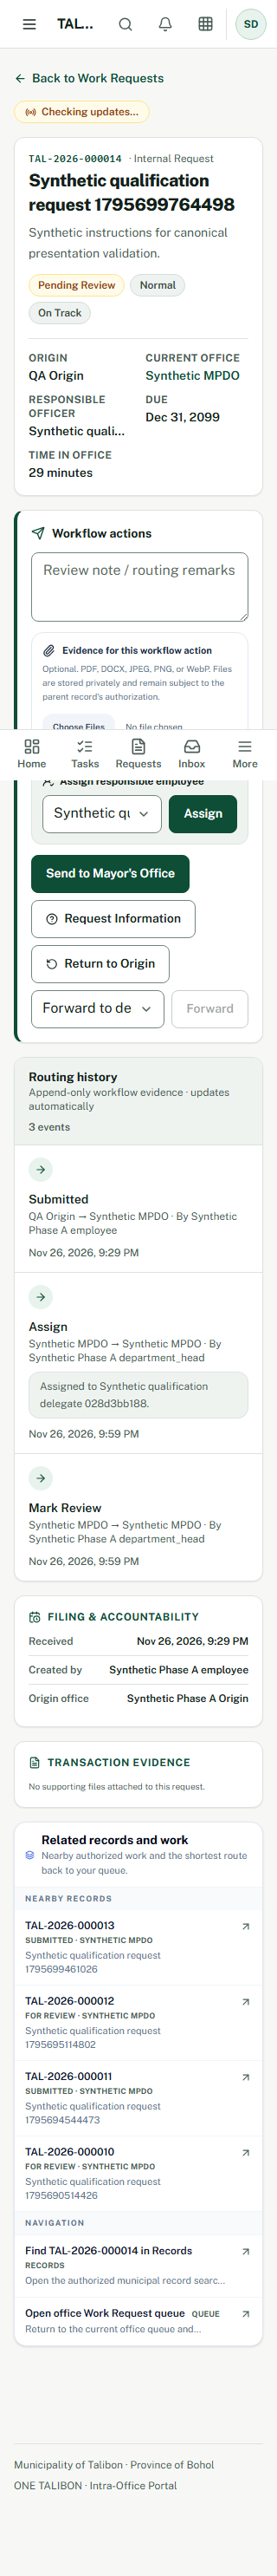 TAL...
SD
Back to Work Requests
Checking updates...
TAL-2026-000014 · Internal Request
Synthetic qualification
request 1795699764498
Synthetic instructions for canonical
presentation validation.
Pending Review
Normal
On Track
ORIGIN
QA Origin
CURRENT OFFICE
Synthetic MPDO
RESPONSIBLE
OFFICER
Synthetic quali...
DUE
Dec 31, 2099
TIME IN OFFICE
29 minutes
Workflow actions
Review note / routing remarks
Evidence for this workflow action
Optional. PDF, DOCX, JPEG, PNG, or WebP. Files
are stored privately and remain subject to the
parent record's authorization.
Choose Files
No file chosen
Home
Tasks
Requests
Inbox
More
Assign responsible employee
Synthetic qu
Assign
Send to Mayor's Office
Request Information
Return to Origin
Forward to de
Forward
Routing history
Append-only workflow evidence · updates
automatically
3 events
Submitted
QA Origin → Synthetic MPDO · By Synthetic
Phase A employee
Nov 26, 2026, 9:29 PM
Assign
Synthetic MPDO → Synthetic MPDO · By
Synthetic Phase A department_head
Assigned to Synthetic qualification
delegate 028d3bb188.
Nov 26, 2026, 9:59 PM
Mark Review
Synthetic MPDO → Synthetic MPDO · By
Synthetic Phase A department_head
Nov 26, 2026, 9:59 PM
FILING & ACCOUNTABILITY
Received Nov 26, 2026, 9:29 PM
Created by Synthetic Phase A employee
Origin office Synthetic Phase A Origin
TRANSACTION EVIDENCE
No supporting files attached to this request.
Related records and work
Nearby authorized work and the shortest route
back to your queue.
NEARBY RECORDS
TAL-2026-000013
SUBMITTED · SYNTHETIC MPDO
Synthetic qualification request
1795699461026
TAL-2026-000012
FOR REVIEW · SYNTHETIC MPDO
Synthetic qualification request
1795695114802
TAL-2026-000011
SUBMITTED · SYNTHETIC MPDO
Synthetic qualification request
1795694544473
TAL-2026-000010
FOR REVIEW · SYNTHETIC MPDO
Synthetic qualification request
1795690514426
NAVIGATION
Find TAL-2026-000014 in Records
RECORDS
Open the authorized municipal record searc...
Open office Work Request queue QUEUE
Return to the current office queue and...
Municipality of Talibon · Province of Bohol
ONE TALIBON · Intra-Office Portal